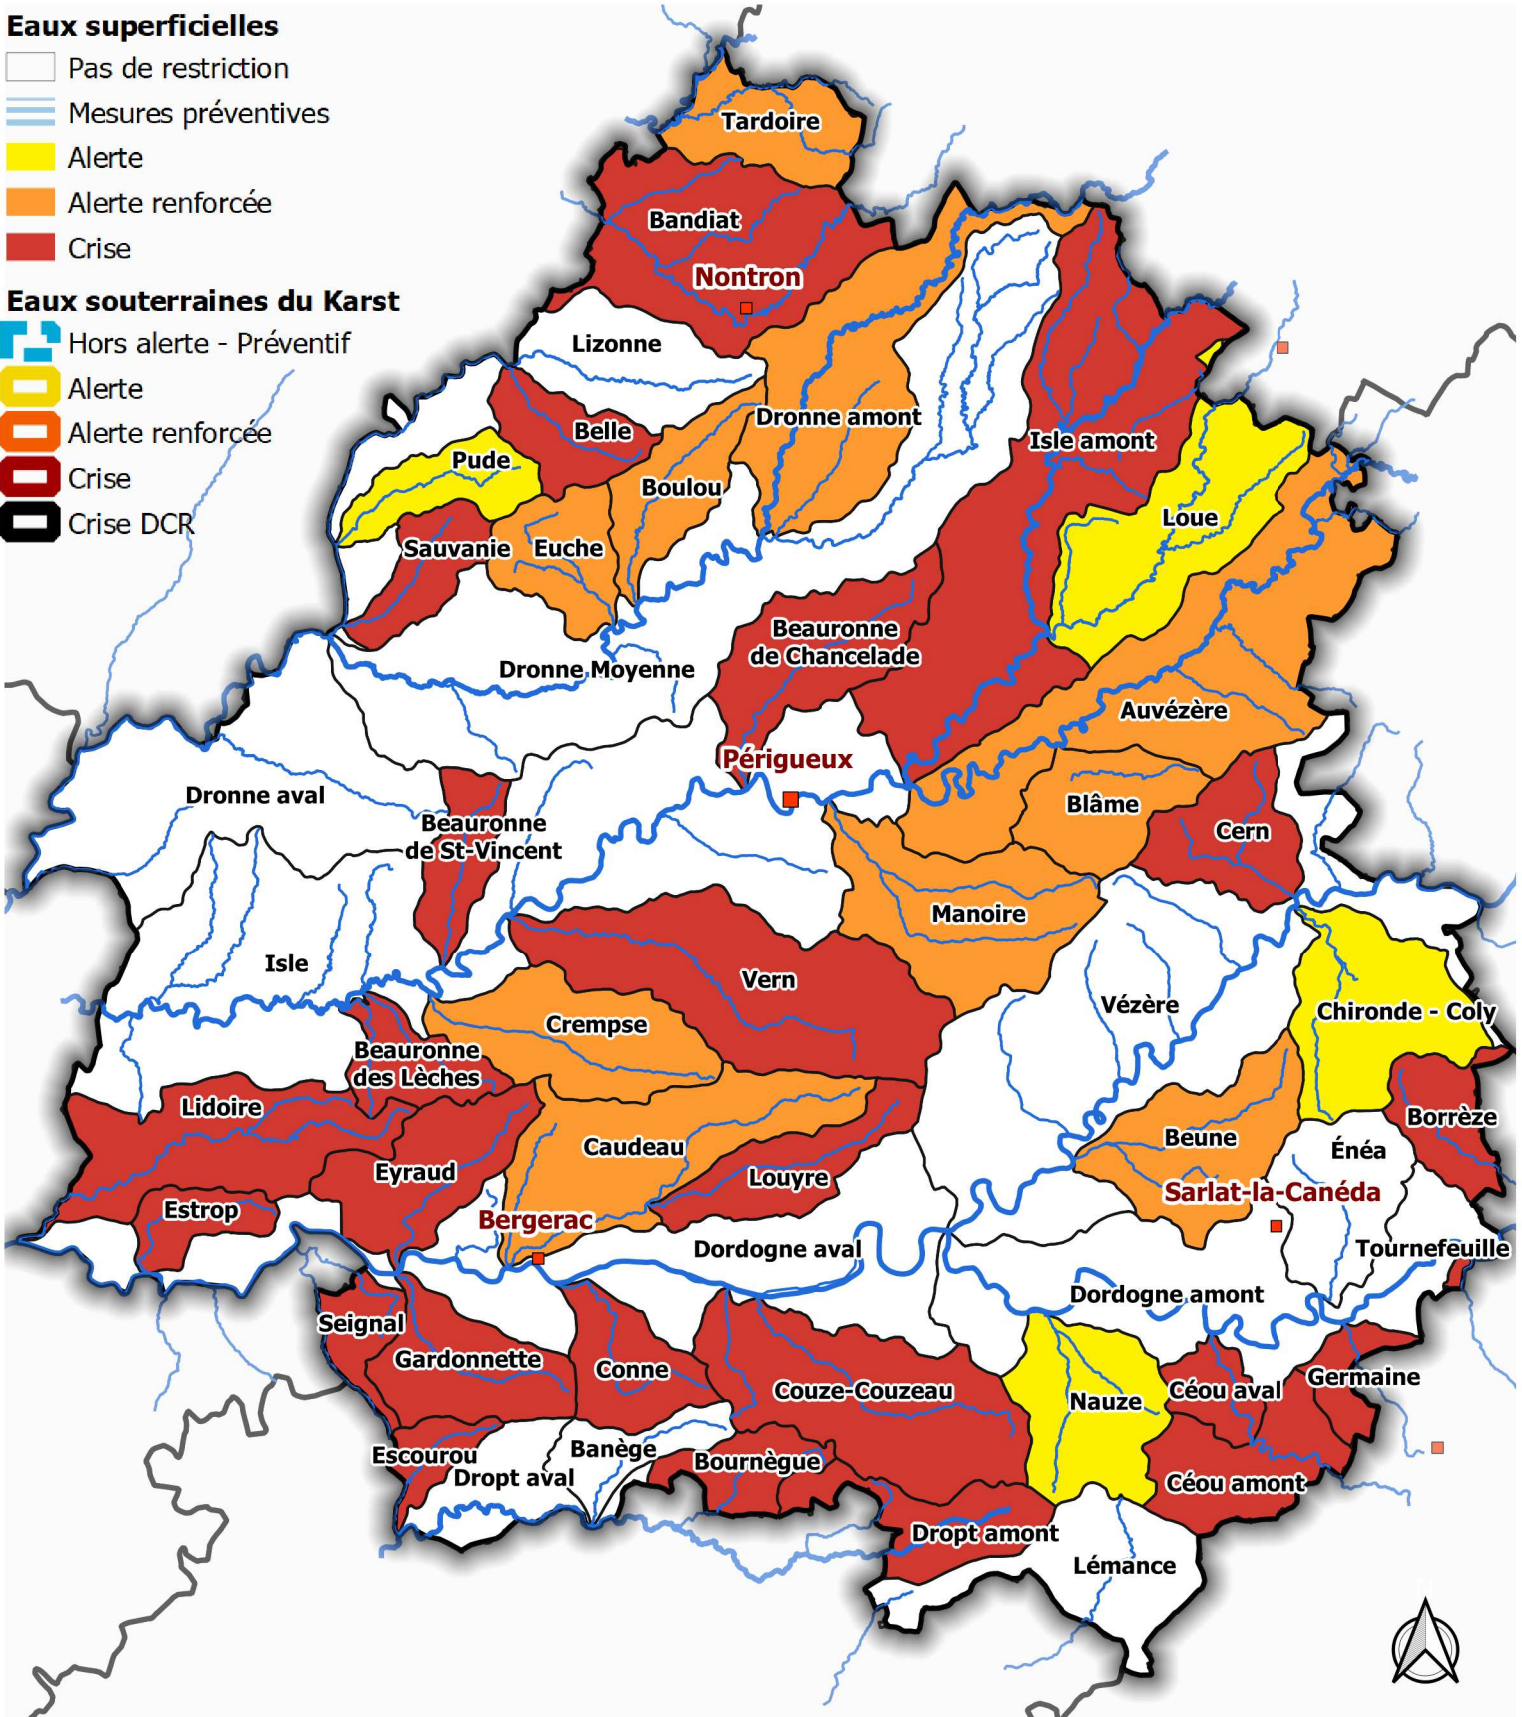 Eaux superficielles
Pas de restriction
Mesures préventives
Alerte
Alerte renforcée
Crise
Eaux souterraines du Karst
Hors alerte - Préventif
Alerte
Alerte renforcée
Crise
Crise DCR
Tardoire
Bandiat
Nontron
Lizonne
Dronne amont
Belle
Isle amont
Pude
Boulou
Loue
Sauvanie
Euche
Beauronne
de Chancelade
Dronne Moyenne
Auvézère
Périgueux
Dronne aval
Blâme
Beauronne
de St-Vincent
Cern
Manoire
Isle
Vern
Vézère
Chironde - Coly
Crempse
Beauronne
des Lèches
Lidoire
Borrèze
Beune
Caudeau
Énéa
Eyraud
Louyre
Sarlat-la-Canéda
Estrop
Bergerac
Dordogne aval
Tournefeuille
Dordogne amont
Seignal
Gardonnette
Conne
Germaine
Couze-Couzeau
Céou aval
Nauze
Escourou
Banège
Bournègue
Dropt aval
Céou amont
Dropt amont
Lémance